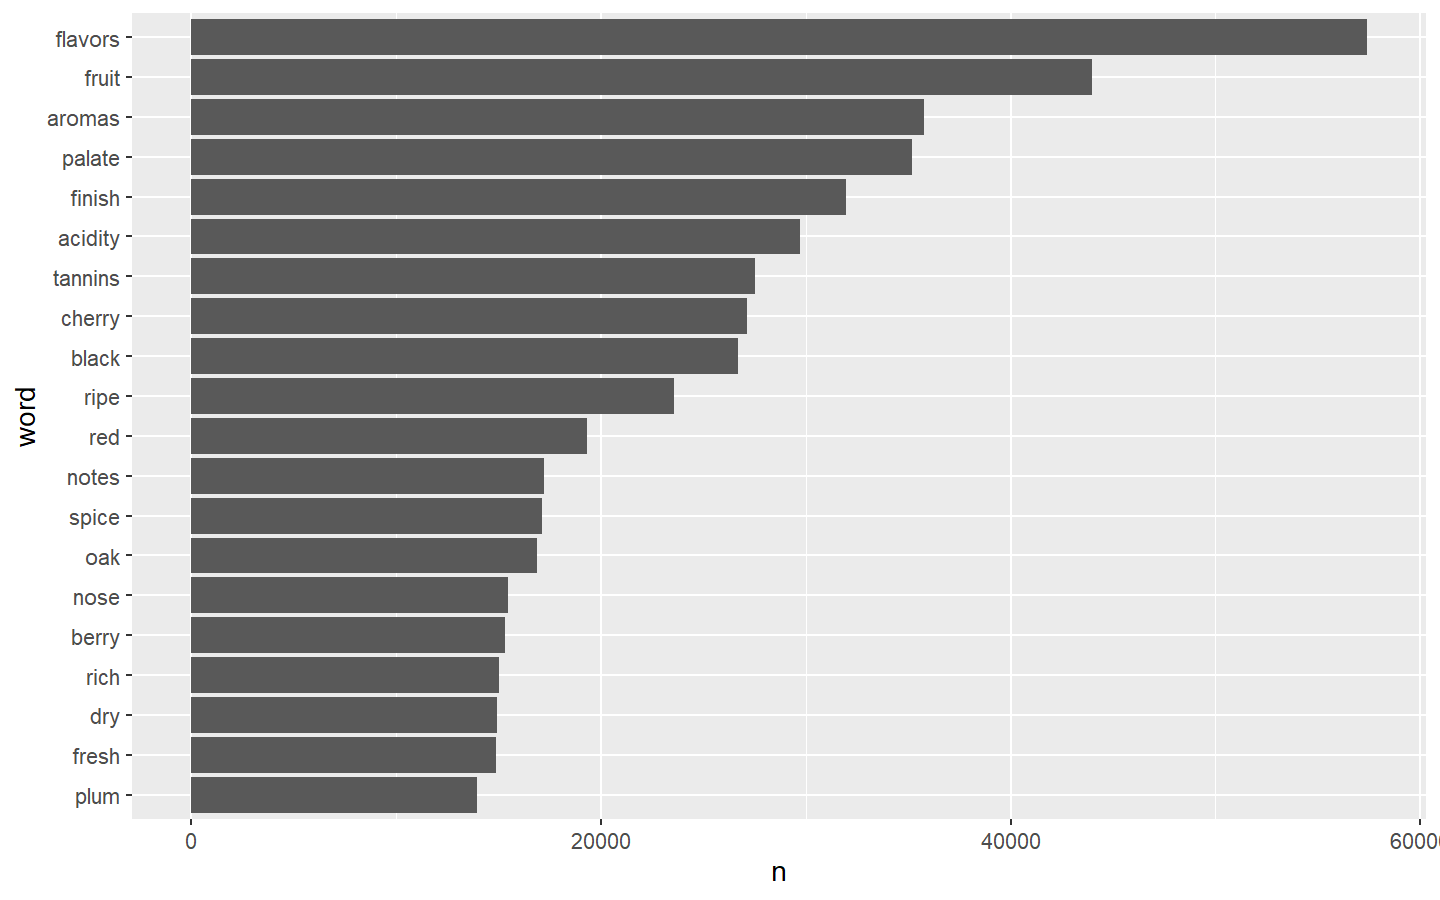 flavors
fruit
aromas
palate
finish
acidity
tannins
cherry
black
ripe
red
notes
spice
oak
nose
berry
rich
dry
fresh
plum
word
0 20000 40000 6000
n